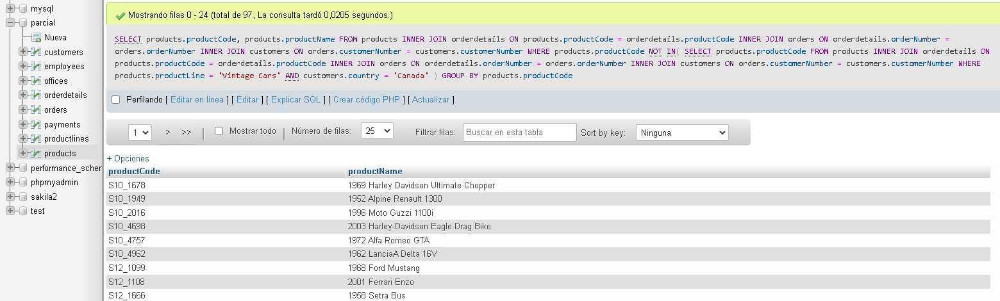 mysql
parcial
Nueva
customers
employees
offices
orderdetails
orders
payments
productlines
products
performance_scher
phpmyadmin
sakila2
test
Mostrando filas 0 - 24 (total de 97, La consulta tardó 0,0205 segundos.)
SELECT products.productCode, products.productName FROM products INNER JOIN orderdetails ON products.productCode = orderdetails.productCode INNER JOIN orders ON orderdetails.orderNumber =
orders.orderNumber INNER JOIN customers ON orders.customerNumber = customers.customerNumber WHERE products.productCode NOT IN( SELECT products.productCode FROM products INNER JOIN orderdetails ON
products.productCode = orderdetails.productCode INNER JOIN orders ON orderdetails.orderNumber = orders.orderNumber INNER JOIN customers ON orders.customerNumber = customers.customerNumber WHERE
products.productLine = 'Vintage Cars' AND customers.country = 'Canada' ) GROUP BY products.productCode
Perfilando [ Editar en línea ] [ Editar ] [ Explicar SQL ] [ Crear código PHP ] [ Actualizar ]
1 > >> | Mostrar todo | Número de filas: 25 Filtrar filas: Buscar en esta tabla Sort by key: Ninguna
+ Opciones
productCode productName
S10_1678 1969 Harley Davidson Ultimate Chopper
S10_1949 1952 Alpine Renault 1300
S10_2016 1996 Moto Guzzi 1100i
S10_4698 2003 Harley-Davidson Eagle Drag Bike
S10_4757 1972 Alfa Romeo GTA
S10_4962 1962 LanciaA Delta 16V
S12_1099 1968 Ford Mustang
S12_1108 2001 Ferrari Enzo
S12_1666 1958 Setra Bus